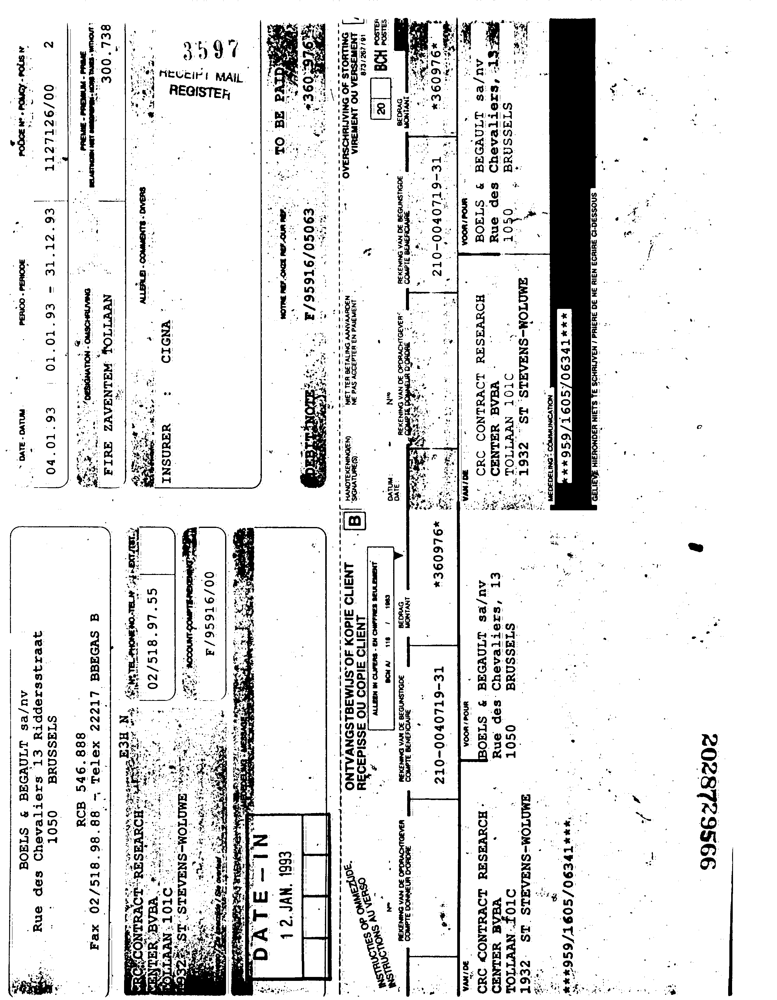 BOELS & BEGAULT sa/nv
Rue des Chevaliers 13 Riddersstraat
1050 BRUSSELS
RCB 546.888
Fax 02/518.98.88 - Telex 22217 BBEGAS B
E3H N
CRC CONTRACT RESEARCH
CENTER BVBA
TOLLAAN 101C
1932 ST STEVENS-WOLUWE
02/518.97.55
F/95916/00
DATE-IN
12.JAN. 1993
DATE - DATUM
PERIOD - PERIODE
POLICE Nº - POLICY - POLIS Nº
04.01.93
01.01.93 - 31.12.93
1127126/00 2
DESIGNATION - OMSCHRIJVING
PRIME - PREMIUM - PREMIE
FIRE ZAVENTEM TOLLAAN
300.738
ALLERLEI - COMMENTS - DIVERS
INSURER : CIGNA
3597
RECEIPT MAIL
REGISTER
NOTRE REF.-ONZE REF.-OUR REF.
DEBIT NOTE
F/95916/05063
TO BE PAID
*360.976*
INSTRUCTIES OP OMMEZIJDE.
INSTRUCTIONS AU VERSO
ONTVANGSTBEWIJS OF KOPIE CLIENT
RECEPISSE OU COPIE CLIENT
B
ALLEEN IN CIJFERS - EN CHIFFRES SEULEMENT
BCH A/ 118 / 1983
REKENING VAN DE OPDRACHTGEVER
COMPTE DONNEUR D'ORDRE
REKENING VAN DE BEGUNSTIGDE
COMPTE BENEFICIAIRE
BEDRAG
MONTANT
210-0040719-31
*360976*
VAN / DE
VOOR / POUR
CRC CONTRACT RESEARCH
CENTER BVBA
TOLLAAN 101C
1932 ST STEVENS-WOLUWE
BOELS & BEGAULT sa/nv
Rue des Chevaliers, 13
1050 BRUSSELS
***959/1605/06341***
HANDTEKENING(EN)
SIGNATURE(S)
NIET TER BETALING AANVAARDEN
NE PAS ACCEPTER EN PAIEMENT
OVERSCHRIJVING OF STORTING
VIREMENT OU VERSEMENT
873/267/91
DATUM
DATE
20
BCH
POSTERIJ
POSTES
REKENING VAN DE OPDRACHTGEVER
COMPTE DONNEUR D'ORDRE
REKENING VAN DE BEGUNSTIGDE
COMPTE BENEFICIAIRE
BEDRAG
MONTANT
210-0040719-31
*360976*
VAN / DE
VOOR / POUR
CRC CONTRACT RESEARCH
CENTER BVBA
TOLLAAN 101C
1932 ST STEVENS-WOLUWE
BOELS & BEGAULT sa/nv
Rue des Chevaliers, 13
1050 BRUSSELS
MEDEDELING - COMMUNICATION
***959/1605/06341***
GELIEVE HIERONDER NIETS TE SCHRIJVEN / PRIERE DE NE RIEN ECRIRE CI-DESSOUS
2028729566